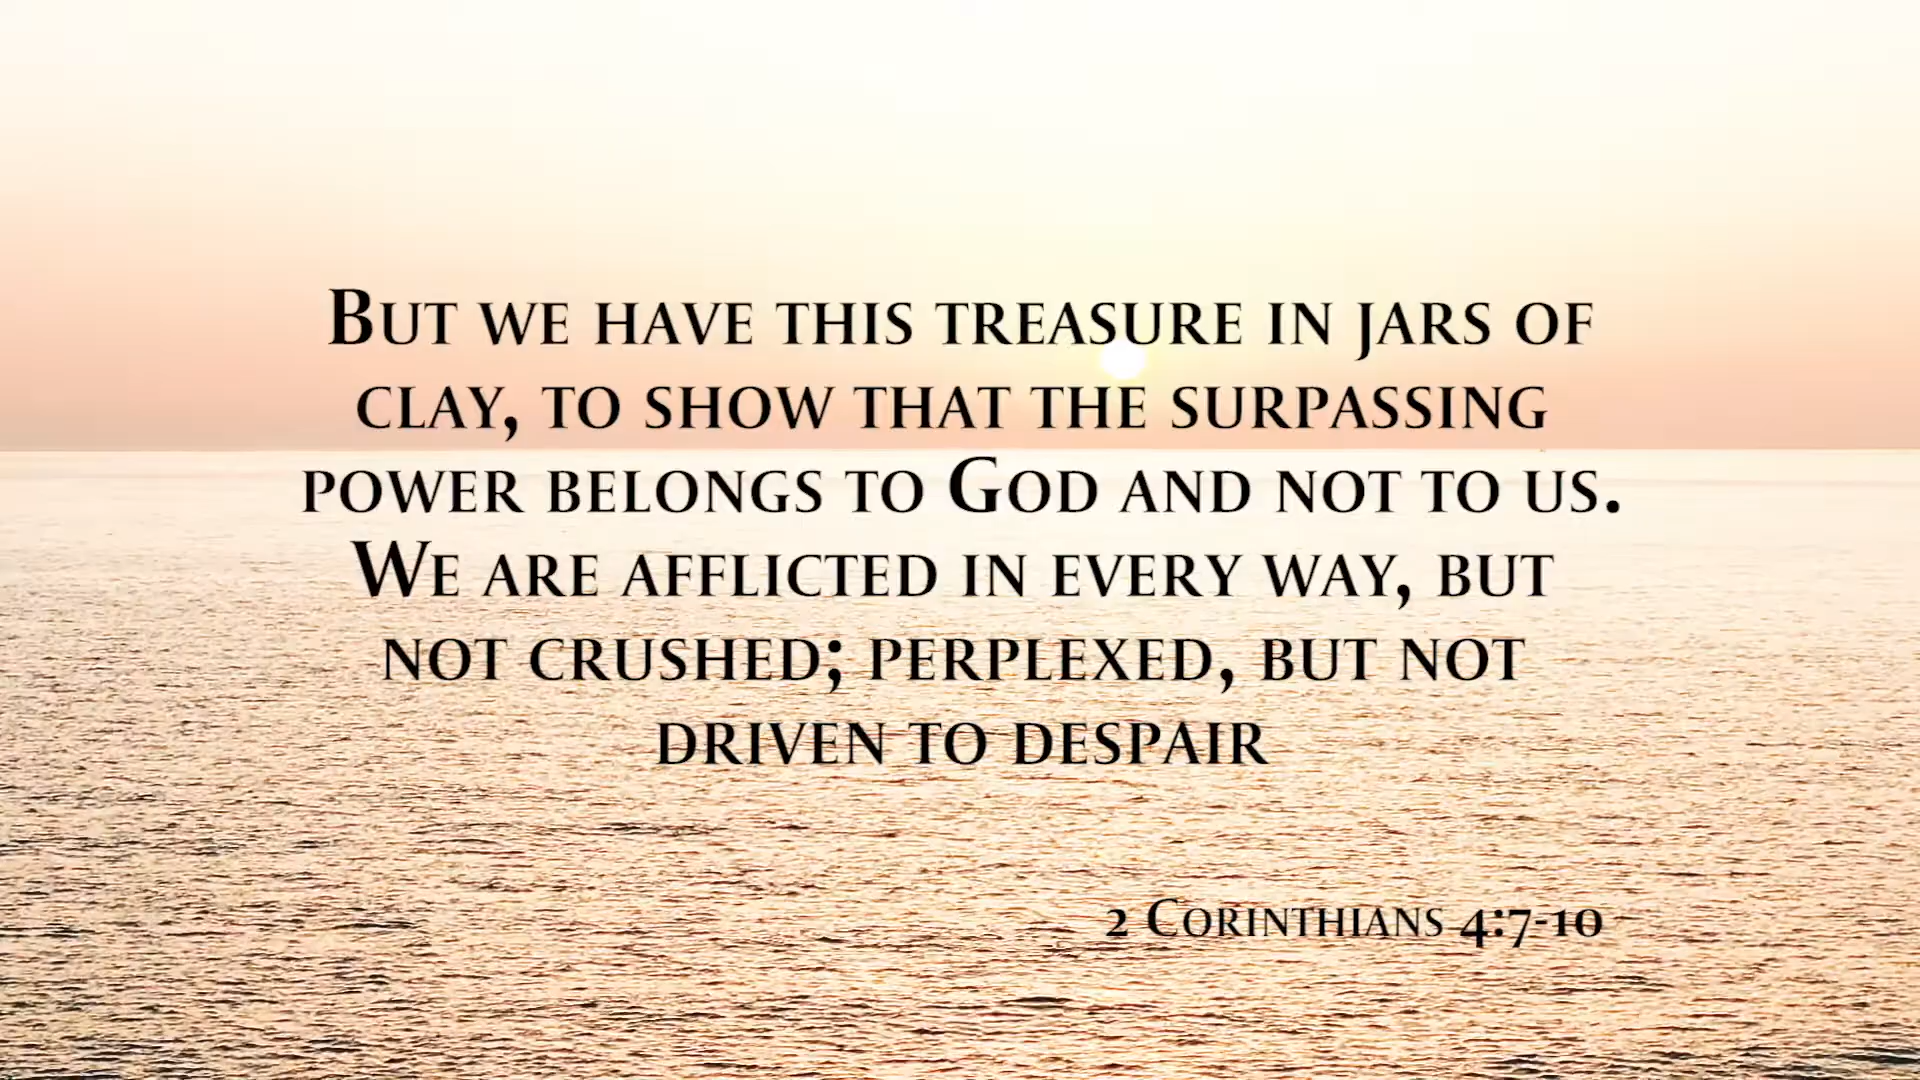 But we have this treasure in jars of
clay, to show that the surpassing
power belongs to God and not to us.
We are afflicted in every way, but
not crushed; perplexed, but not
driven to despair
2 Corinthians 4:7-10